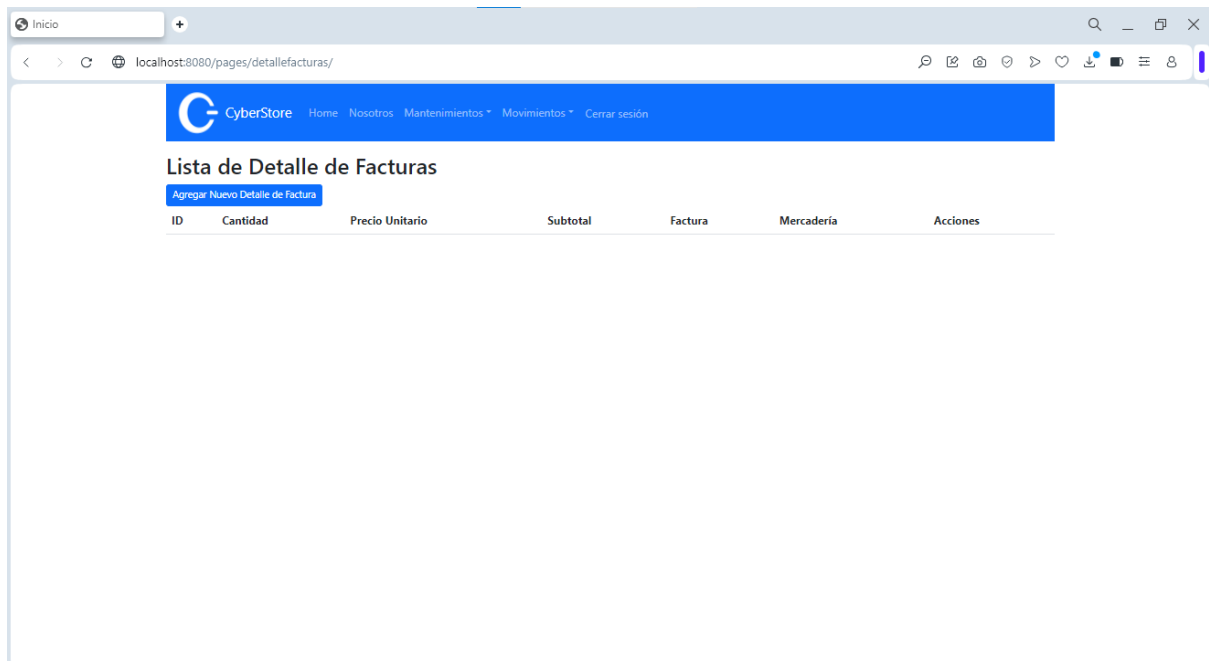 Inicio
localhost:8080/pages/detallefacturas/
CyberStore Home Nosotros Mantenimientos Movimientos Cerrar sesión
Lista de Detalle de Facturas
Agregar Nuevo Detalle de Factura
ID Cantidad Precio Unitario Subtotal Factura Mercadería Acciones